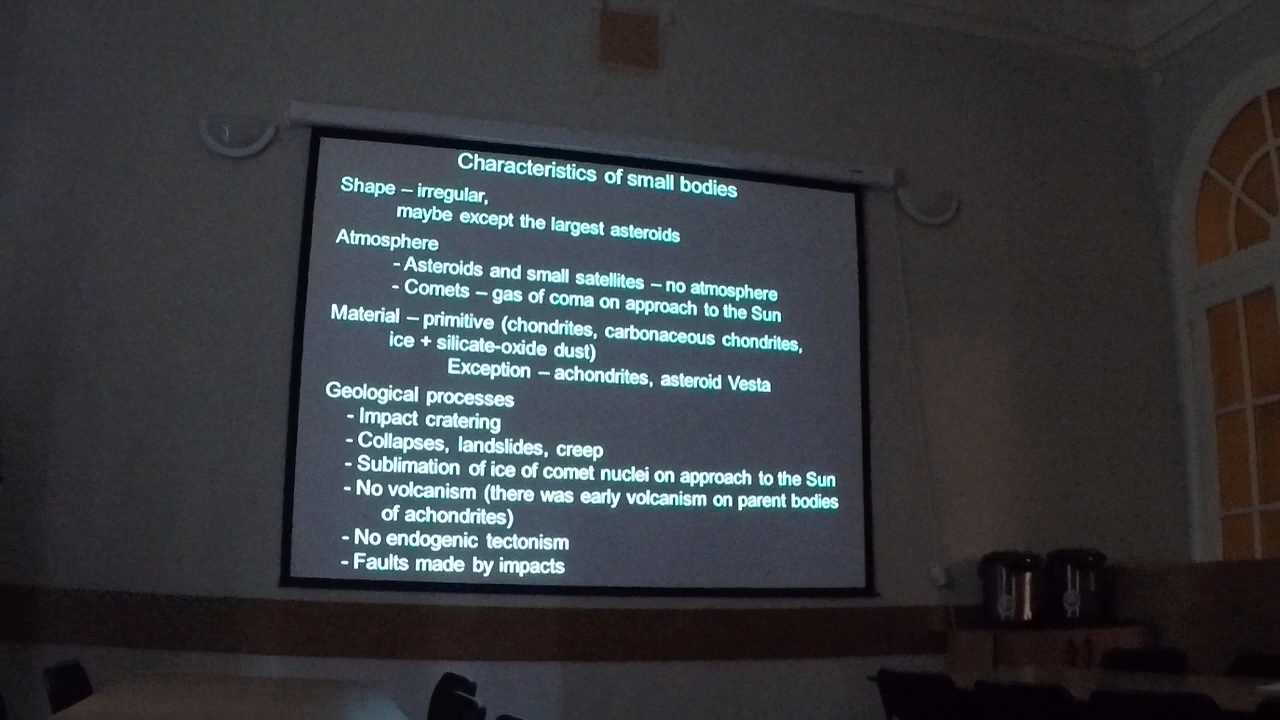 Characteristics of small bodies
Shape – irregular,
maybe except the largest asteroids
Atmosphere
- Asteroids and small satellites – no atmosphere
- Comets – gas of coma on approach to the Sun
Material – primitive (chondrites, carbonaceous chondrites,
ice + silicate-oxide dust)
Exception – achondrites, asteroid Vesta
Geological processes
- Impact cratering
- Collapses, landslides, creep
- Sublimation of ice of comet nuclei on approach to the Sun
- No volcanism (there was early volcanism on parent bodies
of achondrites)
- No endogenic tectonism
- Faults made by impacts